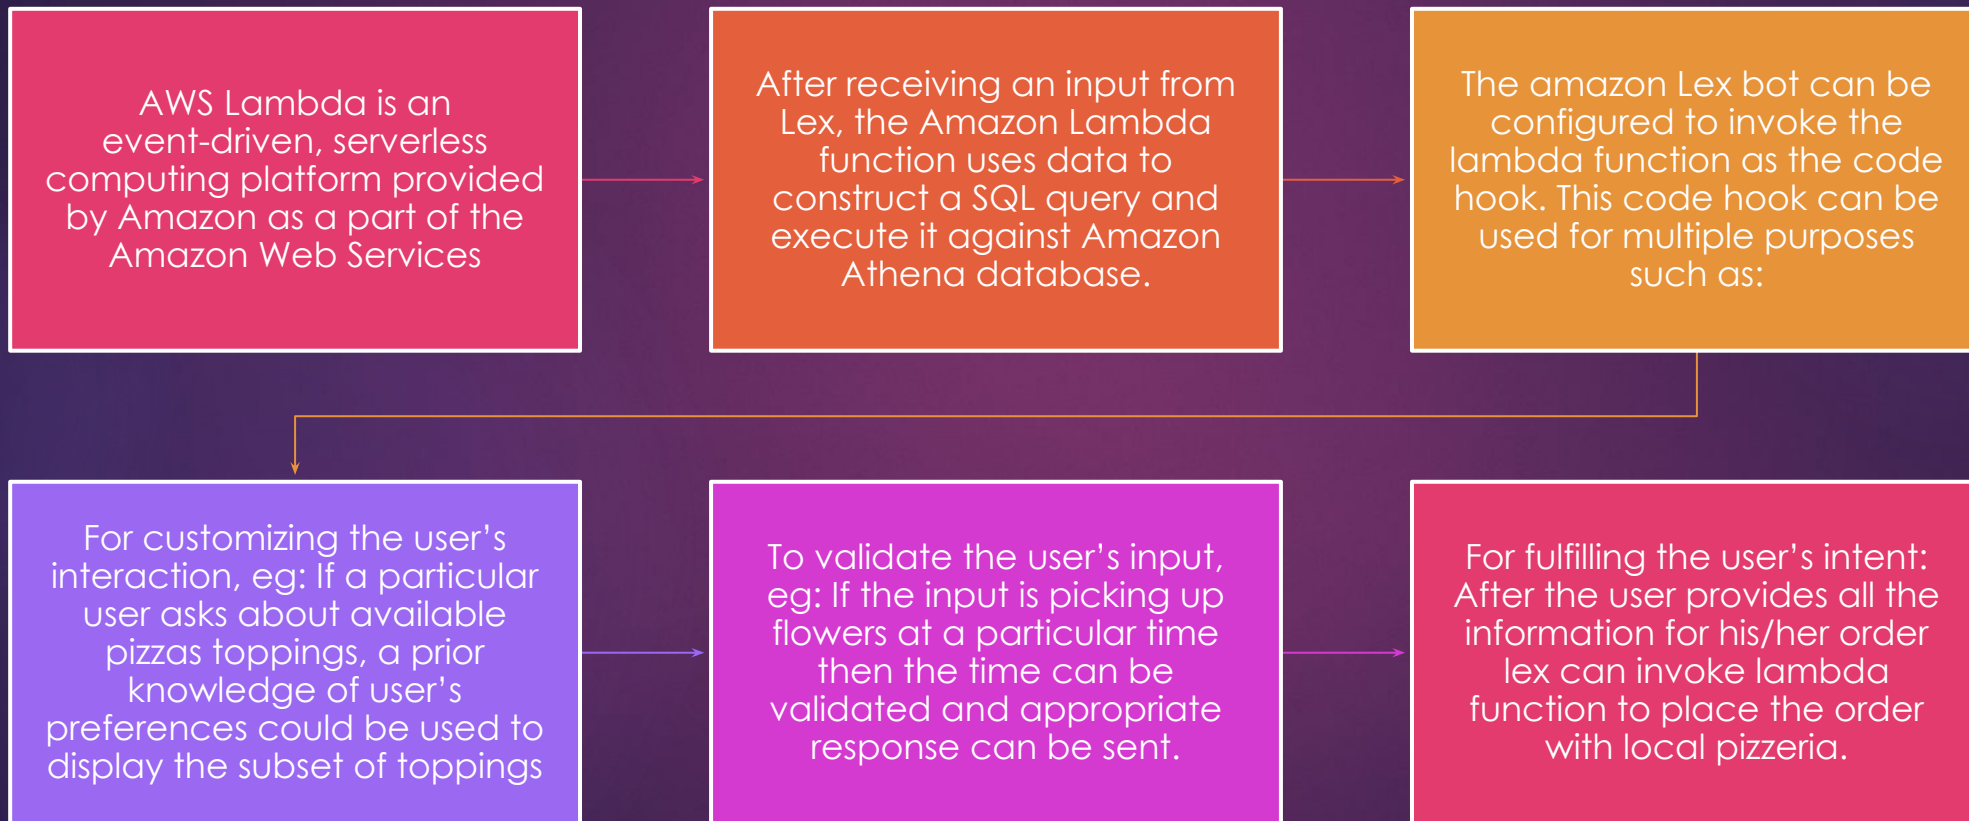 AWS Lambda is an
event-driven, serverless
computing platform provided
by Amazon as a part of the
Amazon Web Services
After receiving an input from
Lex, the Amazon Lambda
function uses data to
construct a SQL query and
execute it against Amazon
Athena database.
The amazon Lex bot can be
configured to invoke the
lambda function as the code
hook. This code hook can be
used for multiple purposes
such as:
For customizing the user’s
interaction, eg: If a particular
user asks about available
pizzas toppings, a prior
knowledge of user’s
preferences could be used to
display the subset of toppings
To validate the user’s input,
eg: If the input is picking up
flowers at a particular time
then the time can be
validated and appropriate
response can be sent.
For fulfilling the user’s intent:
After the user provides all the
information for his/her order
lex can invoke lambda
function to place the order
with local pizzeria.